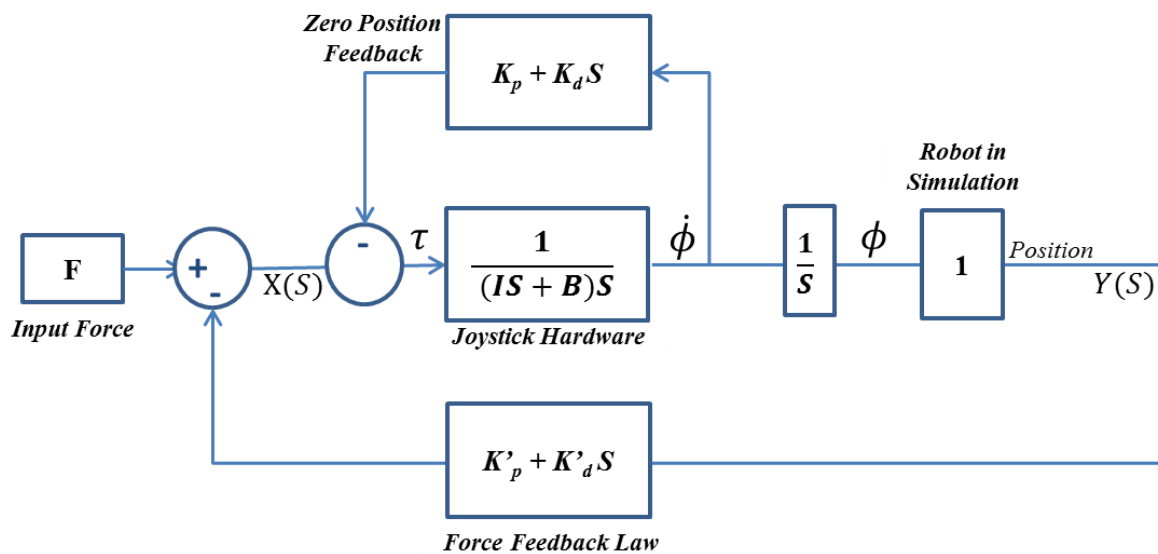 Zero Position
Feedback
K_p + K_d S
Robot in
Simulation
F
Input Force
+
-
X(S)
-
τ
1
(IS + B)S
Joystick Hardware
ϕ̇
1
S
ϕ
1
Position
Y(S)
K'_p + K'_d S
Force Feedback Law